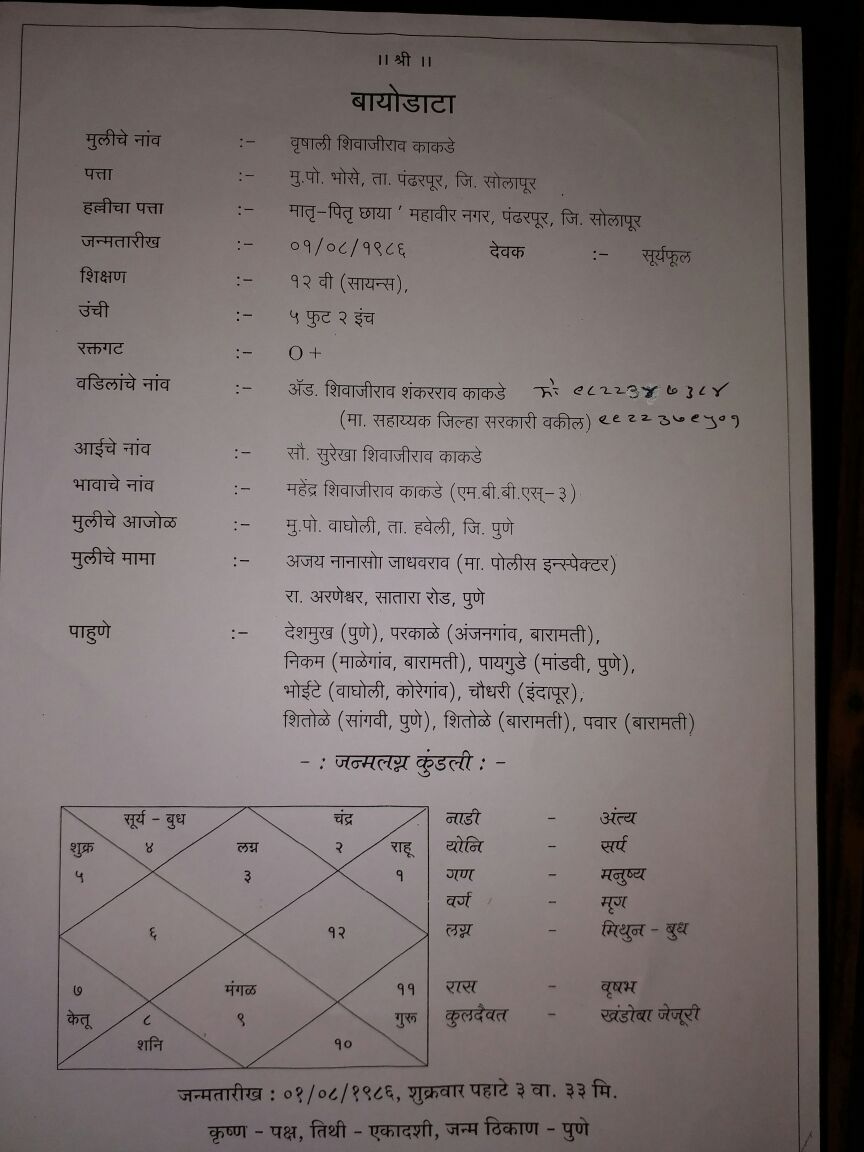 ।। श्री ।।
बायोडाटा
मुलीचे नांव :- वृषाली शिवाजीराव काकडे
पत्ता :- मु.पो. भोसे, ता. पंढरपूर, जि. सोलापूर
हल्लीचा पत्ता :- मातृ-पितृ छाया ' महावीर नगर, पंढरपूर, जि. सोलापूर
जन्मतारीख :- ०१/०८/१९८६ देवक :- सूर्यफूल
शिक्षण :- १२ वी (सायन्स),
उंची :- ५ फुट २ इंच
रक्तगट :- O +
वडिलांचे नांव :- ॲड. शिवाजीराव शंकरराव काकडे
(मा. सहाय्यक जिल्हा सरकारी वकील)
आईचे नांव :- सौ. सुरेखा शिवाजीराव काकडे
भावाचे नांव :- महेंद्र शिवाजीराव काकडे (एम.बी.बी.एस्-३)
मुलीचे आजोळ :- मु.पो. वाघोली, ता. हवेली, जि. पुणे
मुलीचे मामा :- अजय नानासाो जाधवराव (मा. पोलीस इन्स्पेक्टर)
रा. अरणेश्वर, सातारा रोड, पुणे
पाहुणे :- देशमुख (पुणे), परकाळे (अंजनगांव, बारामती),
निकम (माळेगांव, बारामती), पायगुडे (मांडवी, पुणे),
भोईटे (वाघोली, कोरेगांव), चौधरी (इंदापूर),
शितोळे (सांगवी, पुणे), शितोळे (बारामती), पवार (बारामती)
- : जन्मलग्न कुंडली : -
सूर्य - बुध चंद्र
शुक्र ४ लग्न २ राहू
५ ३ १
६ १२
७ मंगळ ११
केतू ८ ९ गुरू
शनि १०
नाडी - अंत्य
योनि - सर्प
गण - मनुष्य
वर्ग - मृग
लग्न - मिथुन - बुध
रास - वृषभ
कुलदैवत - खंडोबा जेजूरी
जन्मतारीख : ०१/०८/१९८६, शुक्रवार पहाटे ३ वा. ३३ मि.
कृष्ण - पक्ष, तिथी - एकादशी, जन्म ठिकाण - पुणे